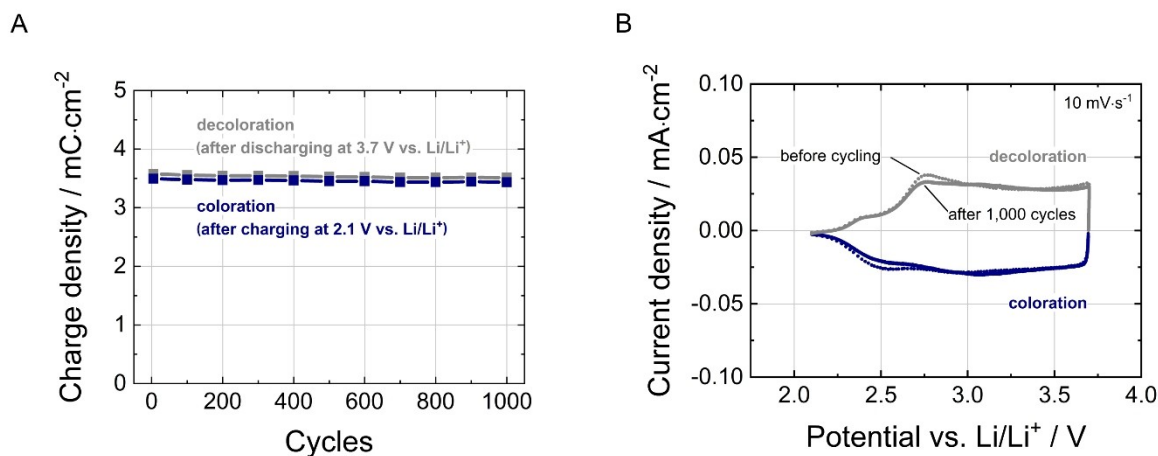 A
Charge density / mC·cm⁻²
5
4
3
2
1
0
decoloration
(after discharging at 3.7 V vs. Li/Li⁺)
coloration
(after charging at 2.1 V vs. Li/Li⁺)
0 200 400 600 800 1000
Cycles
B
Current density / mA·cm⁻²
0.10
0.05
0.00
-0.05
-0.10
10 mV·s⁻¹
before cycling
decoloration
after 1,000 cycles
coloration
2.0 2.5 3.0 3.5 4.0
Potential vs. Li/Li⁺ / V